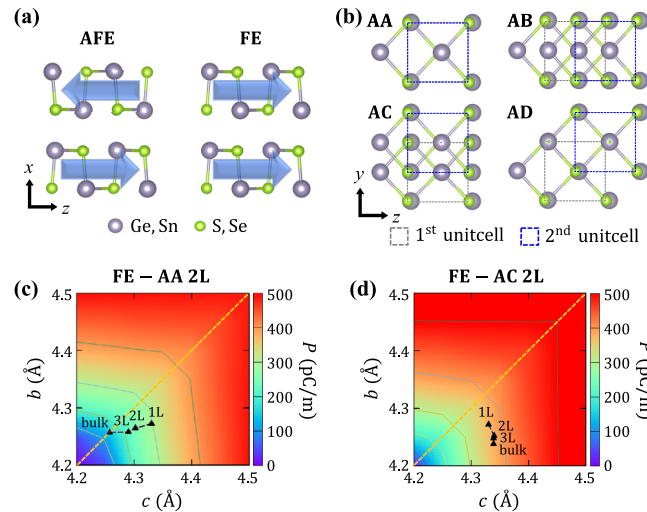 (a)
AFE
FE
x
z
Ge, Sn
S, Se
(b)
AA
AB
AC
AD
y
z
1st unitcell
2nd unitcell
(c)
FE − AA 2L
4.5
4.4
4.3
4.2
b (Å)
bulk
3L
2L
1L
4.2
4.3
4.4
4.5
c (Å)
500
400
300
200
100
0
P (pC/m)
(d)
FE − AC 2L
4.5
4.4
4.3
4.2
b (Å)
1L
2L
3L
bulk
4.2
4.3
4.4
4.5
c (Å)
500
400
300
200
100
0
P (pC/m)